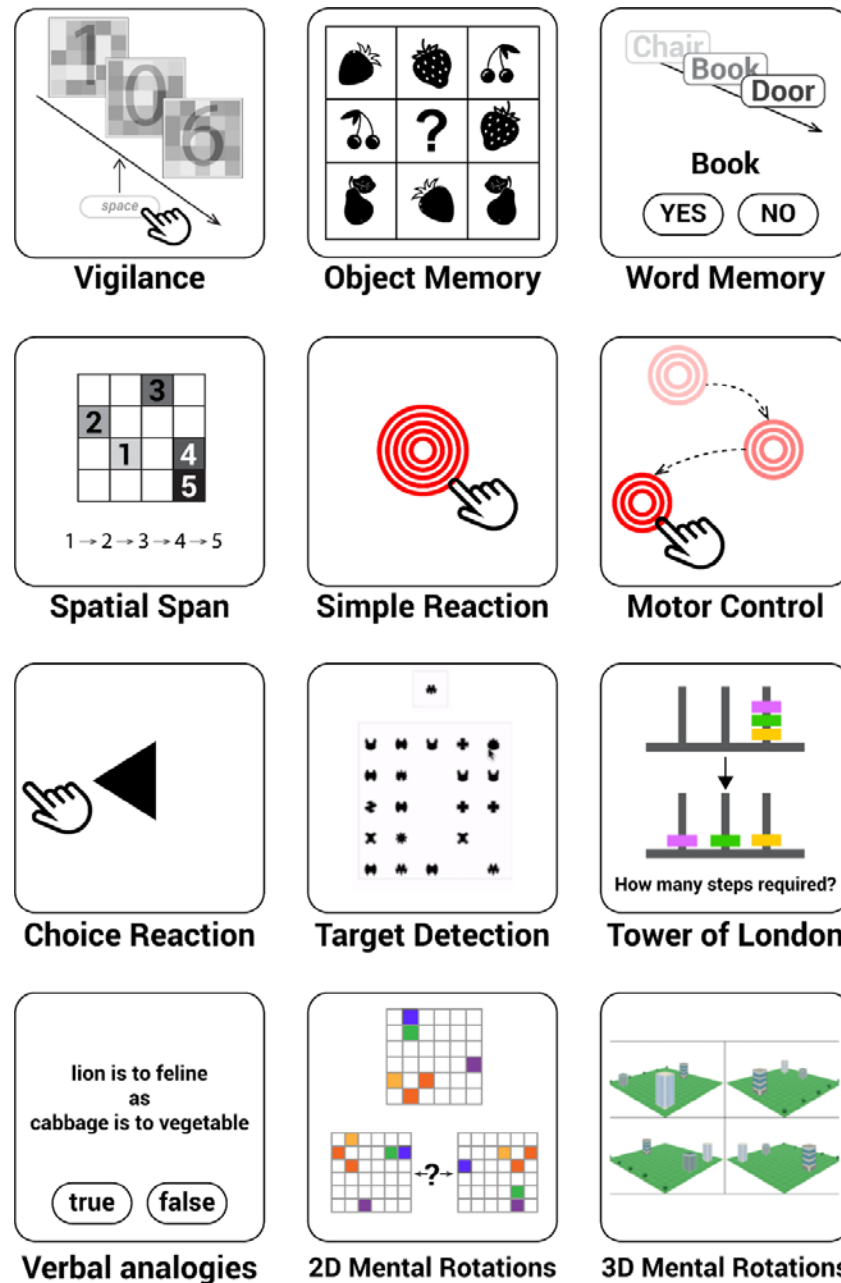 1
0
6
space
Vigilance
?
Object Memory
Chair
Book
Door
Book
YES NO
Word Memory
3
2
1 4
5
1 → 2 → 3 → 4 → 5
Spatial Span
Simple Reaction
Motor Control
Choice Reaction
Target Detection
How many steps required?
Tower of London
lion is to feline
as
cabbage is to vegetable
true false
Verbal analogies
?
2D Mental Rotations
3D Mental Rotations